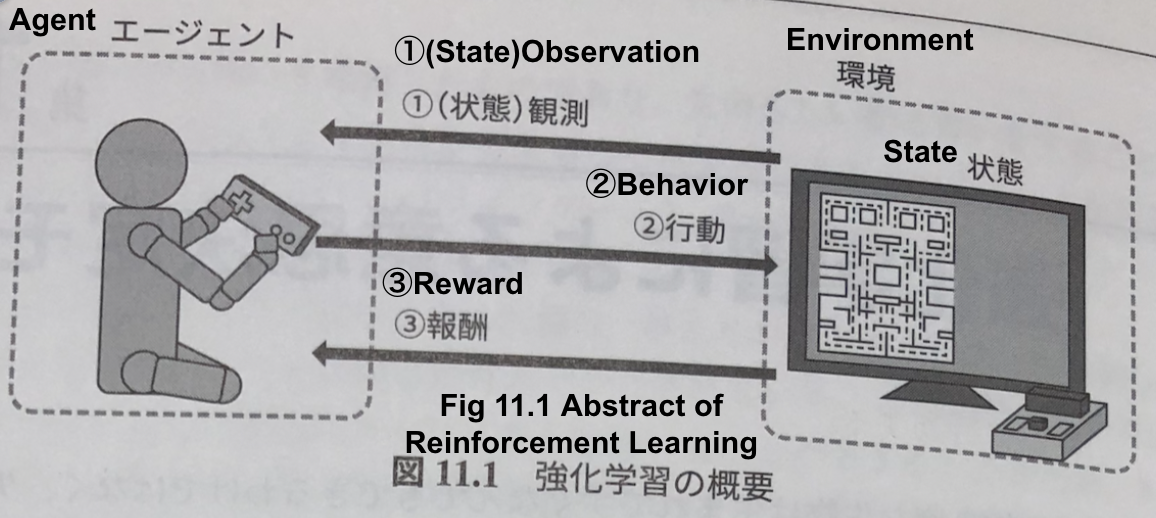 Agent エージェント
Environment
環境
①(State)Observation
①(状態)観測
State 状態
②Behavior
②行動
③Reward
③報酬
Fig 11.1 Abstract of
Reinforcement Learning
図 11.1 強化学習の概要